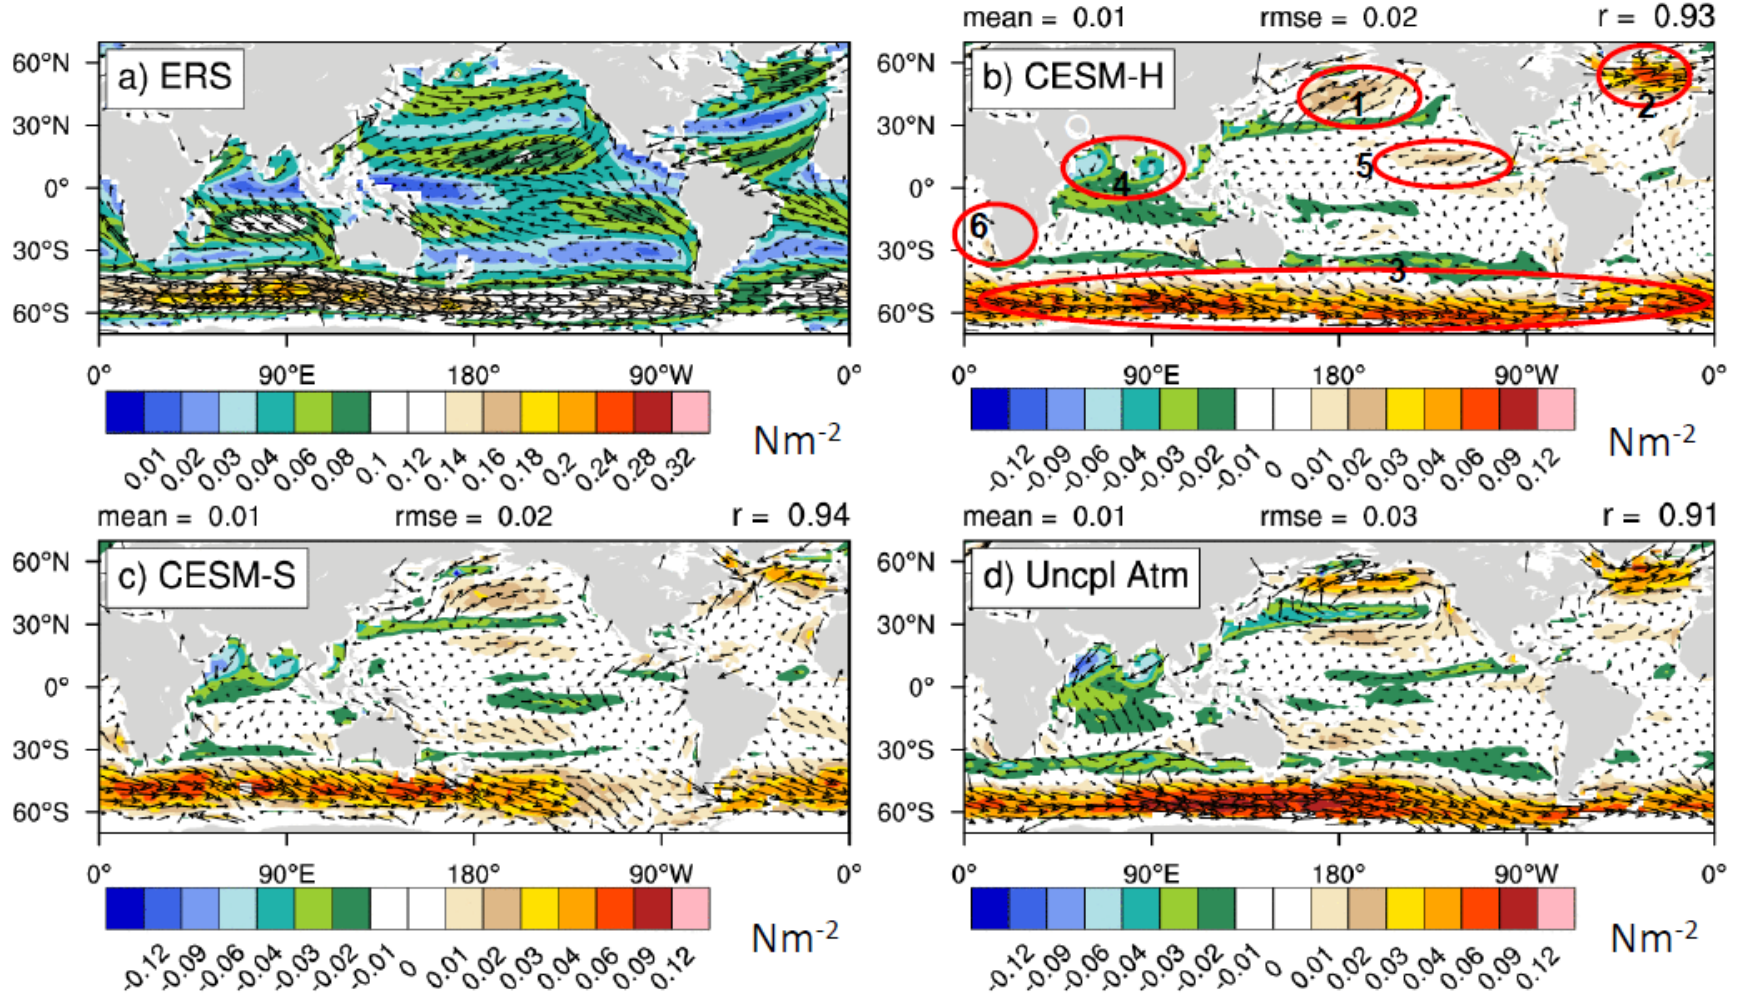 mean = 0.01 rmse = 0.02 r = 0.93
a) ERS
b) CESM-H
60°N
30°N
0°
30°S
60°S
60°N
30°N
0°
30°S
60°S
1
2
3
4
5
6
0° 90°E 180° 90°W 0°
0° 90°E 180° 90°W 0°
0.01 0.02 0.03 0.04 0.06 0.08 0.1 0.12 0.14 0.16 0.18 0.2 0.24 0.28 0.32
Nm-2
-0.12 -0.09 -0.06 -0.04 -0.03 -0.02 -0.01 0 0.01 0.02 0.03 0.04 0.06 0.09 0.12
Nm-2
mean = 0.01 rmse = 0.02 r = 0.94
mean = 0.01 rmse = 0.03 r = 0.91
c) CESM-S
d) Uncpl Atm
60°N
30°N
0°
30°S
60°S
60°N
30°N
0°
30°S
60°S
0° 90°E 180° 90°W 0°
0° 90°E 180° 90°W 0°
-0.12 -0.09 -0.06 -0.04 -0.03 -0.02 -0.01 0 0.01 0.02 0.03 0.04 0.06 0.09 0.12
Nm-2
-0.12 -0.09 -0.06 -0.04 -0.03 -0.02 -0.01 0 0.01 0.02 0.03 0.04 0.06 0.09 0.12
Nm-2